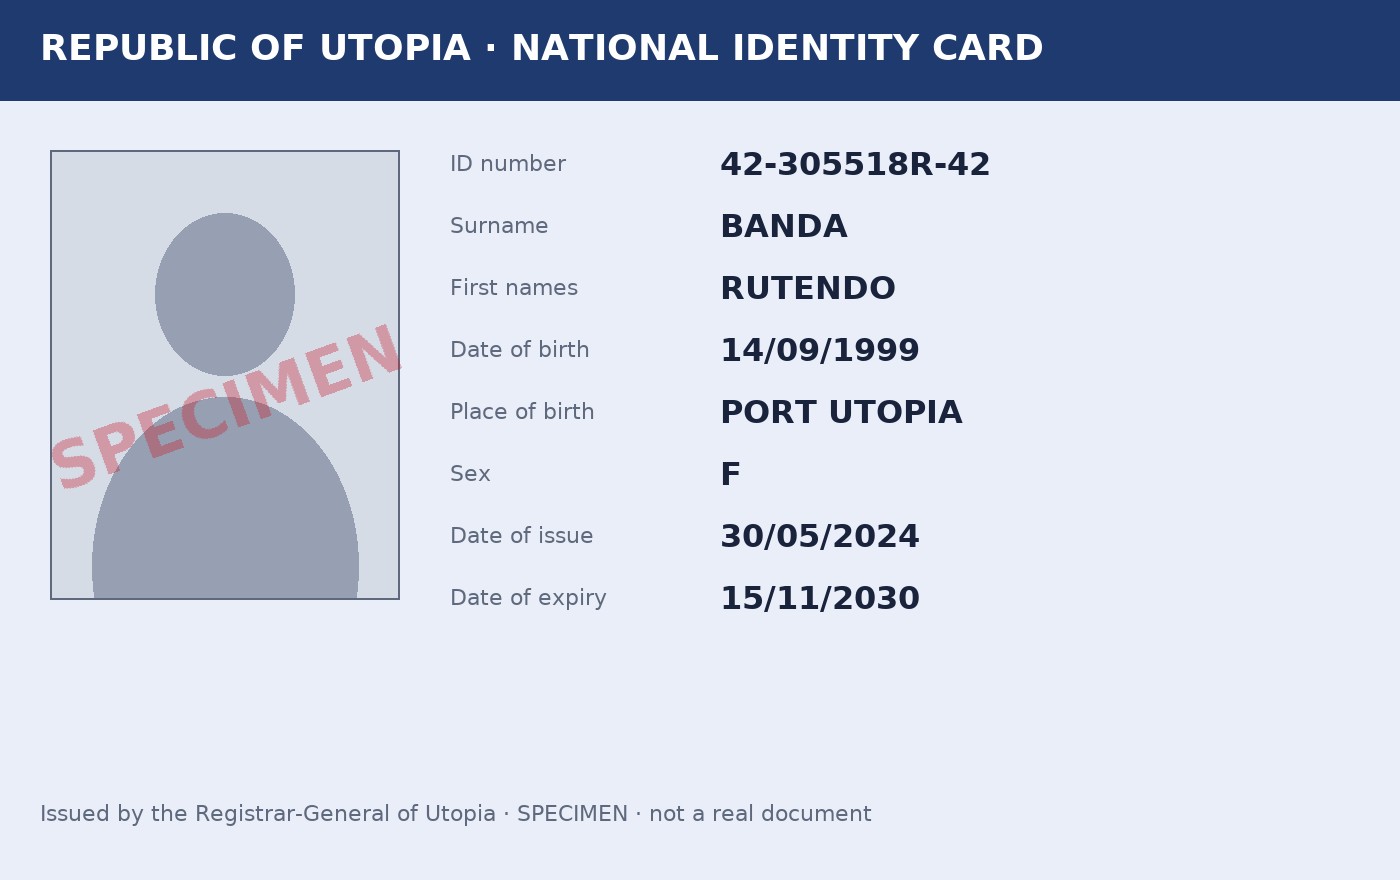 REPUBLIC OF UTOPIA · NATIONAL IDENTITY CARD
ID number 42-305518R-42
Surname BANDA
First names RUTENDO
Date of birth 14/09/1999
Place of birth PORT UTOPIA
Sex F
Date of issue 30/05/2024
Date of expiry 15/11/2030
SPECIMEN
Issued by the Registrar-General of Utopia · SPECIMEN · not a real document